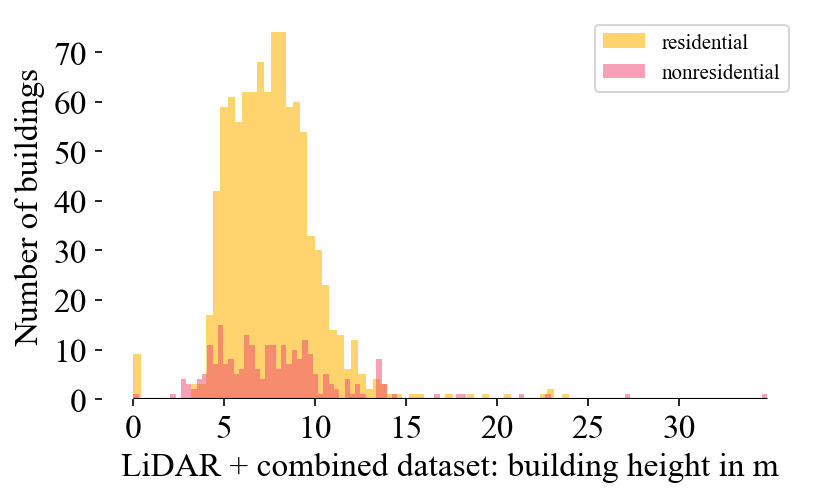 residential
nonresidential
Number of buildings
70
60
50
40
30
20
10
0
0 5 10 15 20 25 30
LiDAR + combined dataset: building height in m